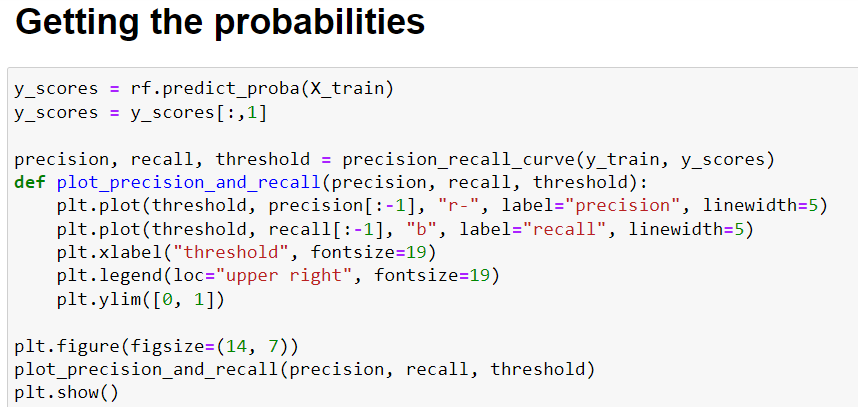 Getting the probabilities
y_scores = rf.predict_proba(X_train)
y_scores = y_scores[:,1]
precision, recall, threshold = precision_recall_curve(y_train, y_scores)
def plot_precision_and_recall(precision, recall, threshold):
    plt.plot(threshold, precision[:-1], "r-", label="precision", linewidth=5)
    plt.plot(threshold, recall[:-1], "b", label="recall", linewidth=5)
    plt.xlabel("threshold", fontsize=19)
    plt.legend(loc="upper right", fontsize=19)
    plt.ylim([0, 1])
plt.figure(figsize=(14, 7))
plot_precision_and_recall(precision, recall, threshold)
plt.show()